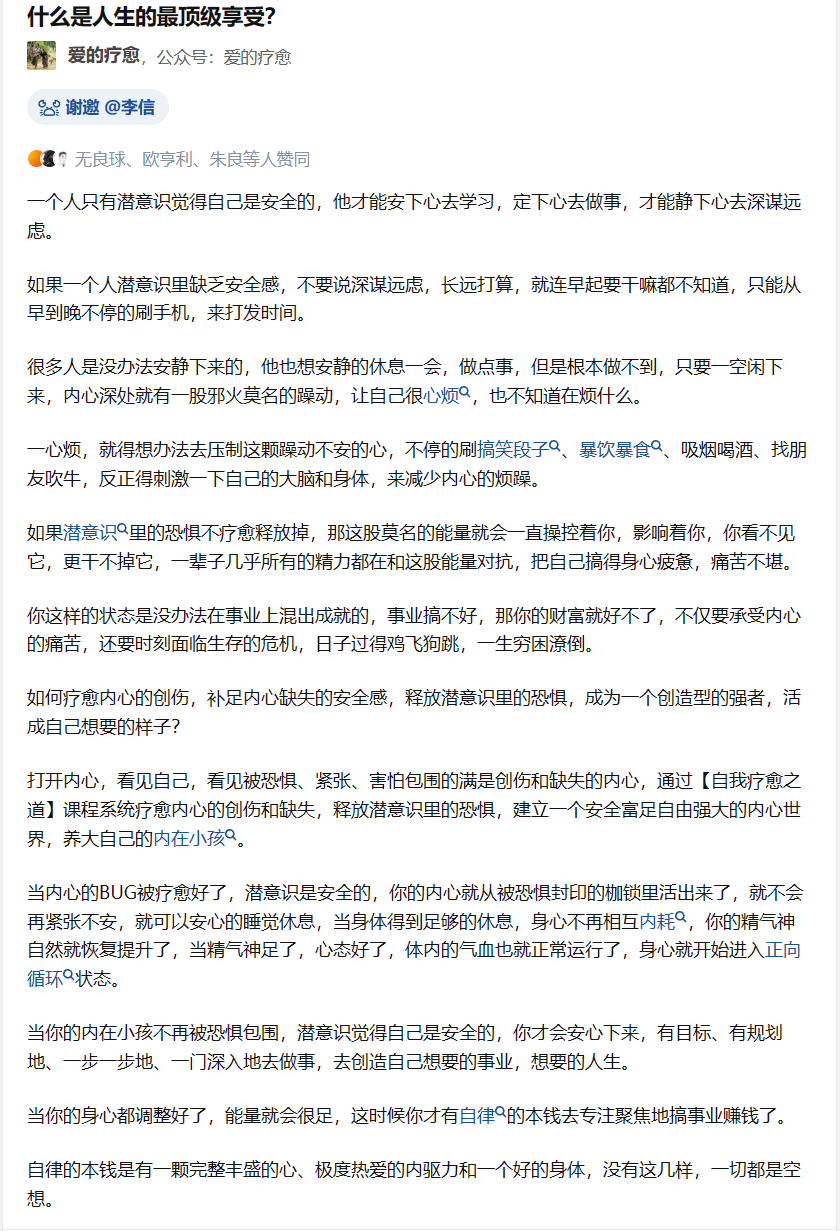 什么是人生的最顶级享受？
爱的疗愈，公众号：爱的疗愈
谢邀 @李信
无良球、欧亨利、朱良等人赞同
一个人只有潜意识觉得自己是安全的，他才能安下心去学习，定下心去做事，才能静下心去深谋远
虑。
如果一个人潜意识里缺乏安全感，不要说深谋远虑，长远打算，就连早起要干嘛都不知道，只能从
早到晚不停的刷手机，来打发时间。
很多人是没办法安静下来的，他也想安静的休息一会，做点事，但是根本做不到，只要一空闲下
来，内心深处就有一股邪火莫名的躁动，让自己很心烦，也不知道在烦什么。
一心烦，就得想办法去压制这颗躁动不安的心，不停的刷搞笑段子、暴饮暴食、吸烟喝酒、找朋
友吹牛，反正得刺激一下自己的大脑和身体，来减少内心的烦躁。
如果潜意识里的恐惧不疗愈释放掉，那这股莫名的能量就会一直操控着你，影响着你，你看不见
它，更干不掉它，一辈子几乎所有的精力都在和这股能量对抗，把自己搞得身心疲惫，痛苦不堪。
你这样的状态是没办法在事业上混出成就的，事业搞不好，那你的财富就好不了，不仅要承受内心
的痛苦，还要时刻面临生存的危机，日子过得鸡飞狗跳，一生穷困潦倒。
如何疗愈内心的创伤，补足内心缺失的安全感，释放潜意识里的恐惧，成为一个创造型的强者，活
成自己想要的样子？
打开内心，看见自己，看见被恐惧、紧张、害怕包围的满是创伤和缺失的内心，通过【自我疗愈之
道】课程系统疗愈内心的创伤和缺失，释放潜意识里的恐惧，建立一个安全富足自由强大的内心世
界，养大自己的内在小孩。
当内心的BUG被疗愈好了，潜意识是安全的，你的内心就从被恐惧封印的枷锁里活出来了，就不会
再紧张不安，就可以安心的睡觉休息，当身体得到足够的休息，身心不再相互内耗，你的精气神
自然就恢复提升了，当精气神足了，心态好了，体内的气血也就正常运行了，身心就开始进入正向
循环状态。
当你的内在小孩不再被恐惧包围，潜意识觉得自己是安全的，你才会安心下来，有目标、有规划
地、一步一步地、一门深入地去做事，去创造自己想要的事业，想要的人生。
当你的身心都调整好了，能量就会很足，这时候你才有自律的本钱去专注聚焦地搞事业赚钱了。
自律的本钱是有一颗完整丰盛的心、极度热爱的内驱力和一个好的身体，没有这几样，一切都是空
想。